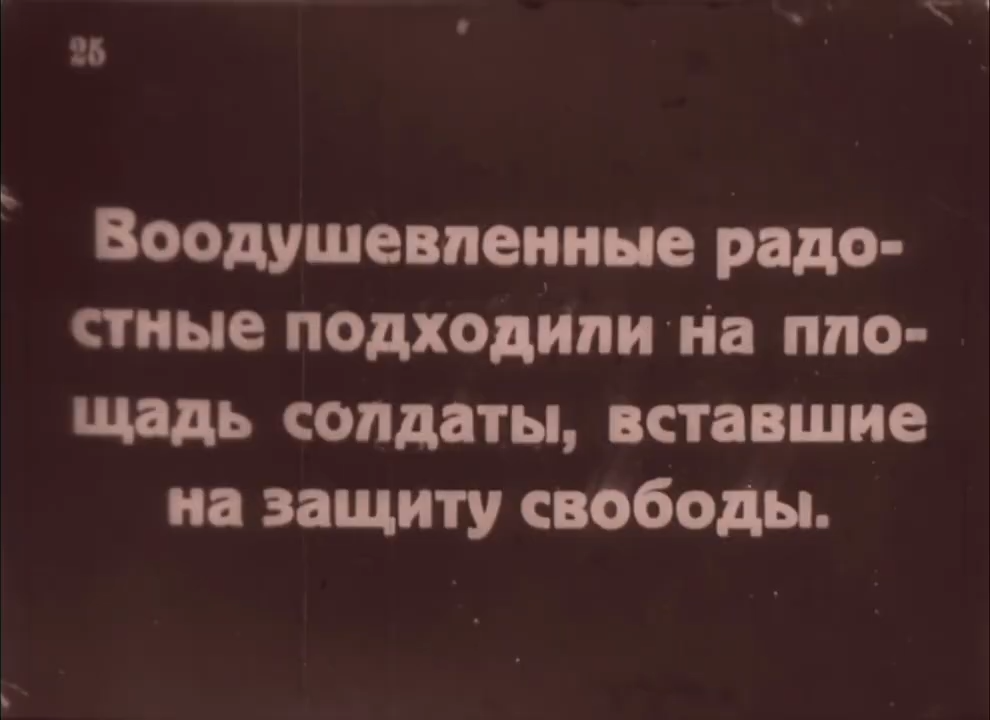 25
Воодушевленные радо-
стные подходили на пло-
щадь солдаты, вставшие
на защиту свободы.